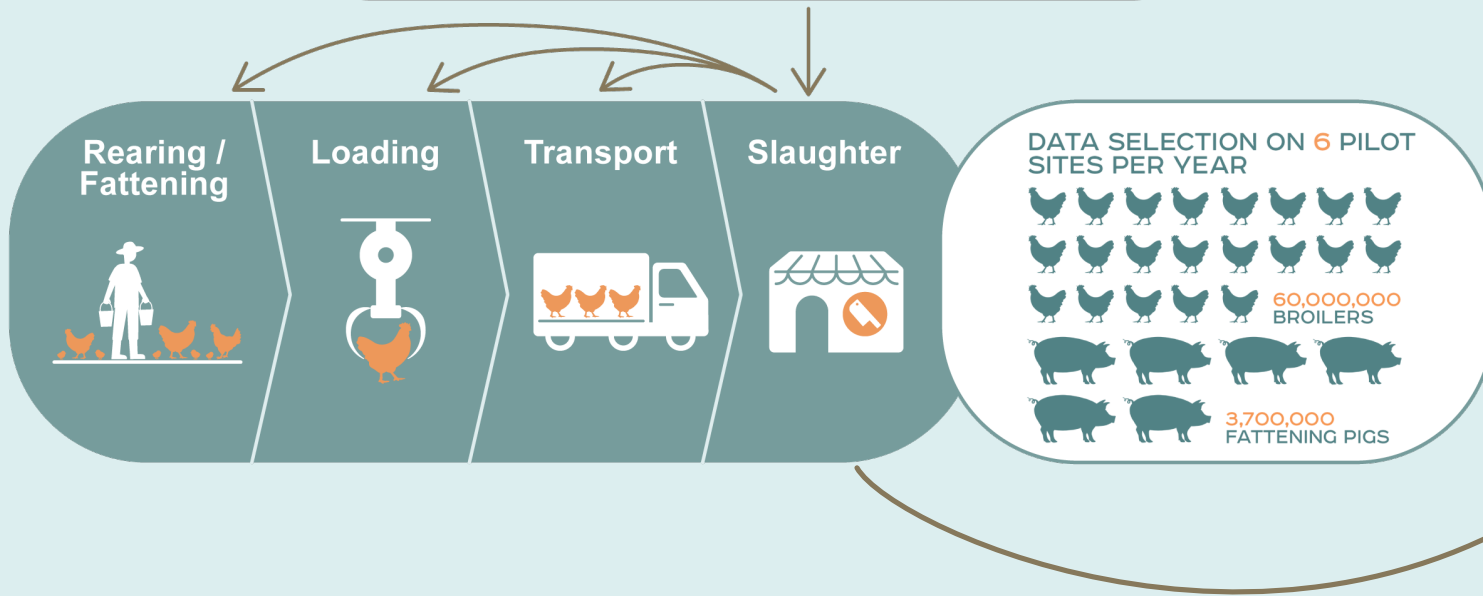 Rearing /
Fattening
Loading
Transport
Slaughter
DATA SELECTION ON 6 PILOT
SITES PER YEAR
60,000,000
BROILERS
3,700,000
FATTENING PIGS